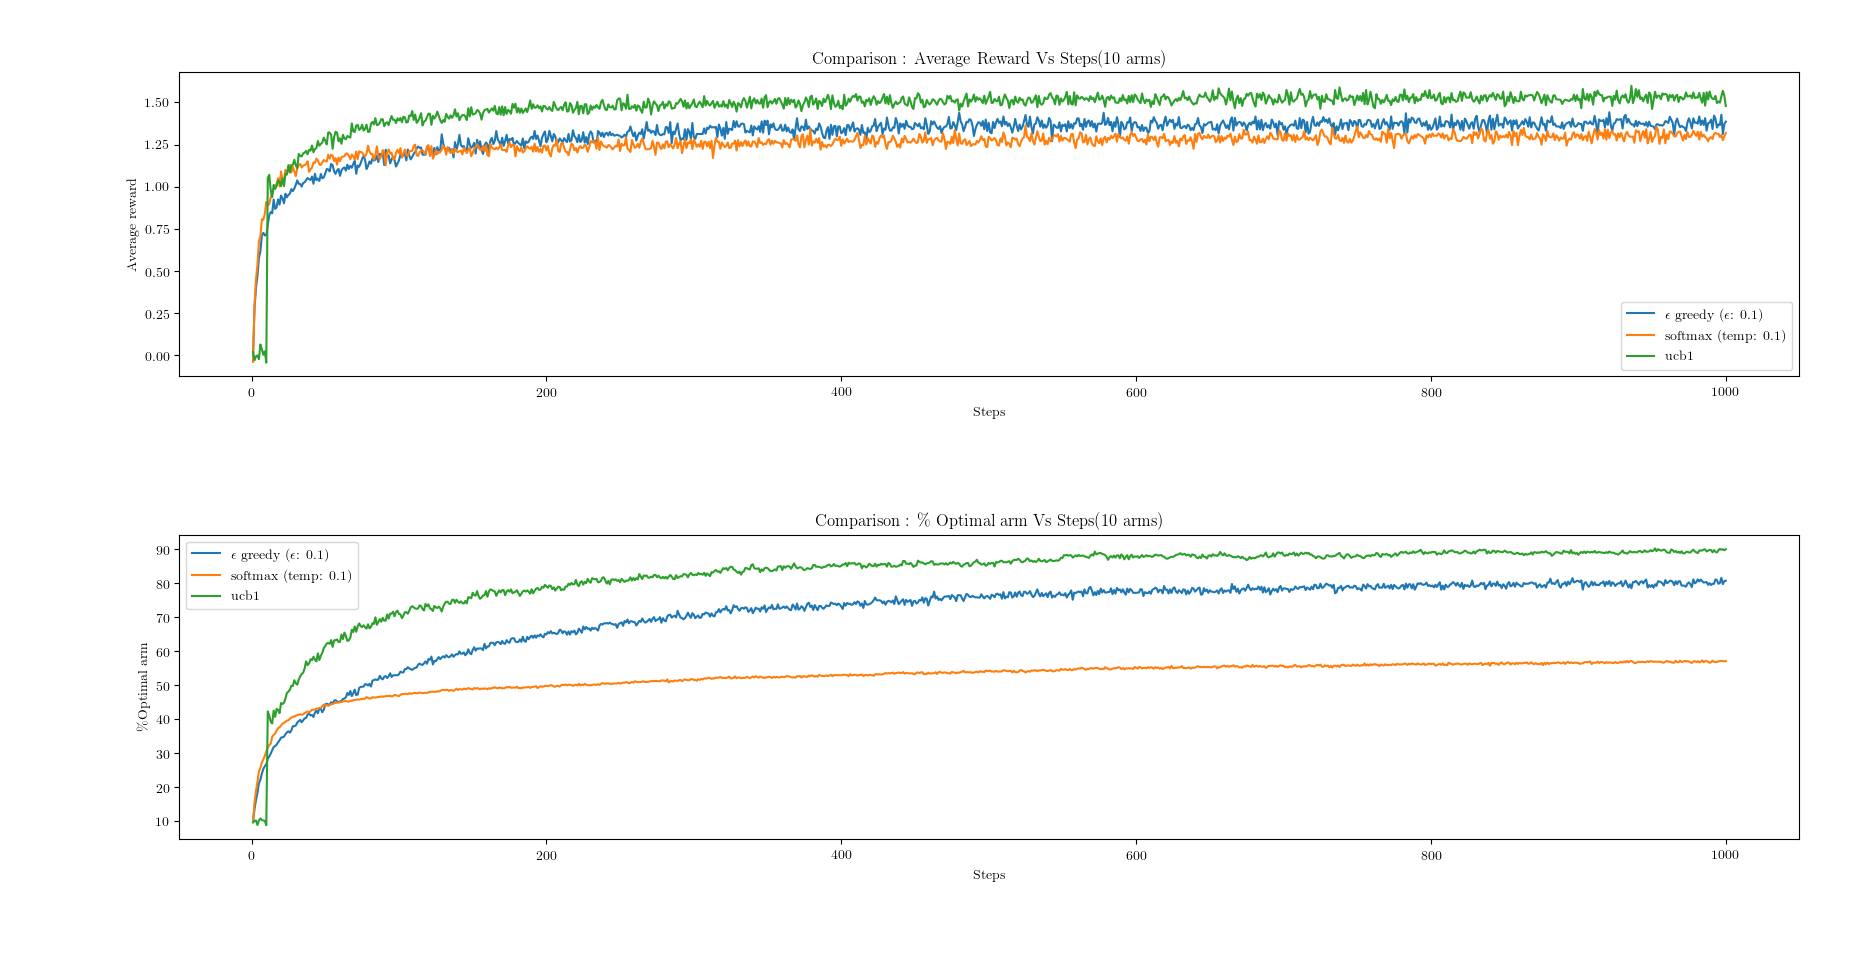 Comparison : Average Reward Vs Steps(10 arms)
Average reward
1.50
1.25
1.00
0.75
0.50
0.25
0.00
0 200 400 600 800 1000
Steps
ϵ greedy (ϵ: 0.1)
softmax (temp: 0.1)
ucb1
Comparison : % Optimal arm Vs Steps(10 arms)
%Optimal arm
90
80
70
60
50
40
30
20
10
0 200 400 600 800 1000
Steps
ϵ greedy (ϵ: 0.1)
softmax (temp: 0.1)
ucb1